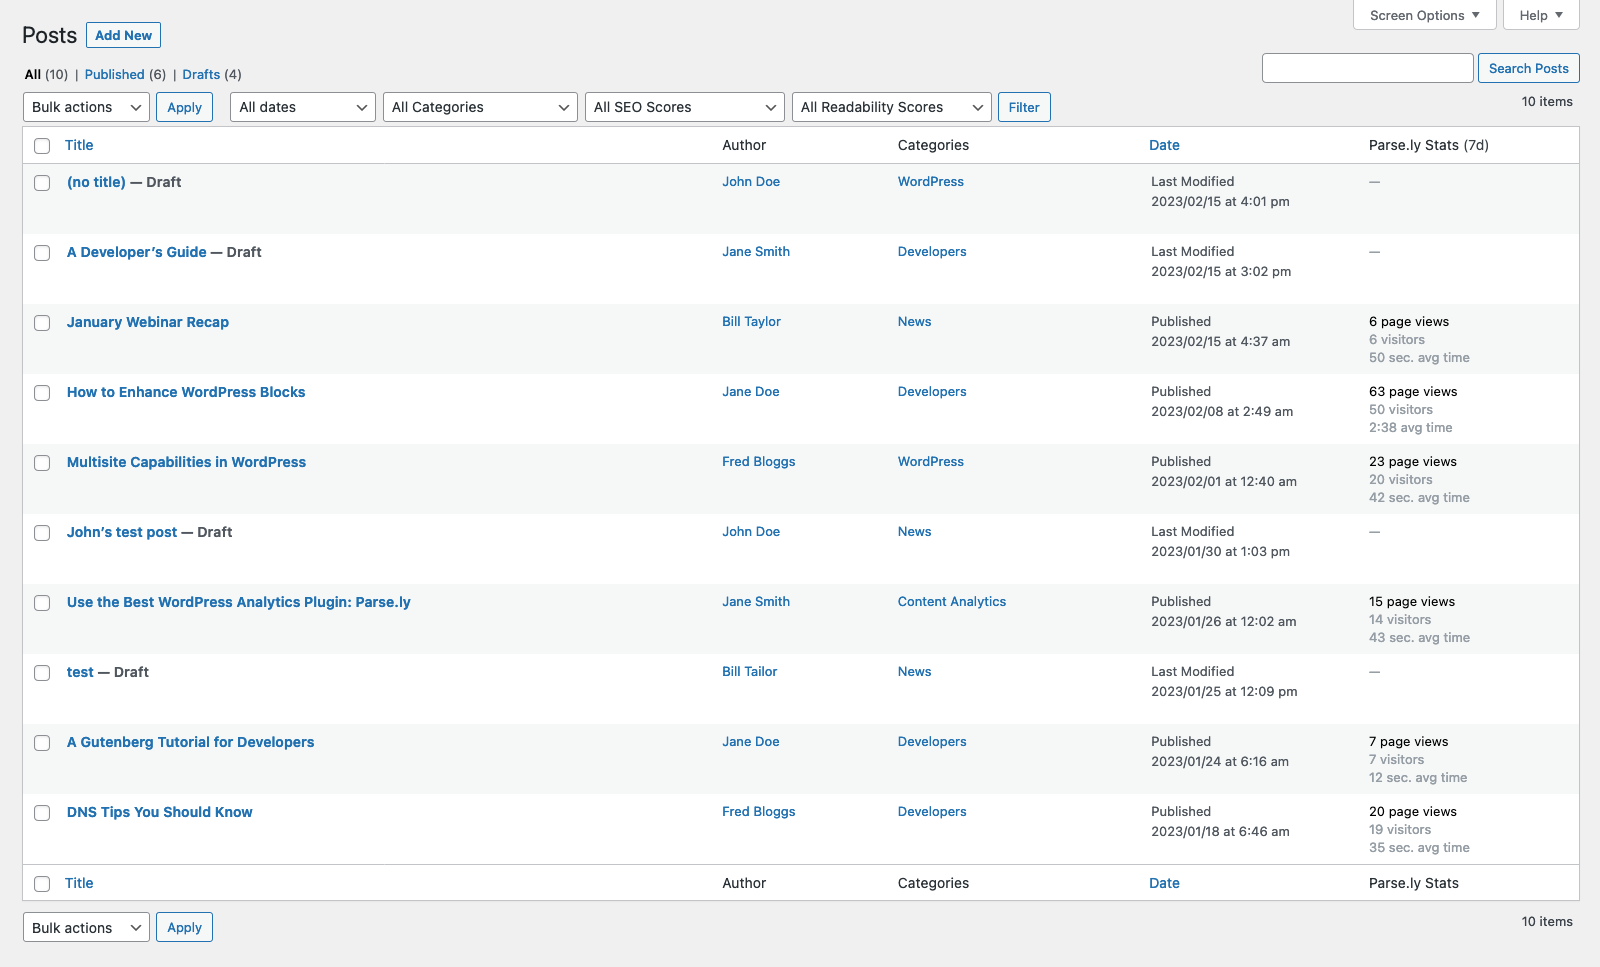 Screen Options Help
Posts Add New
All (10) | Published (6) | Drafts (4)
Search Posts
Bulk actions Apply All dates All Categories All SEO Scores All Readability Scores Filter 10 items
Title Author Categories Date Parse.ly Stats (7d)
(no title) — Draft John Doe WordPress Last Modified —
2023/02/15 at 4:01 pm
A Developer’s Guide — Draft Jane Smith Developers Last Modified —
2023/02/15 at 3:02 pm
January Webinar Recap Bill Taylor News Published 6 page views
2023/02/15 at 4:37 am 6 visitors
50 sec. avg time
How to Enhance WordPress Blocks Jane Doe Developers Published 63 page views
2023/02/08 at 2:49 am 50 visitors
2:38 avg time
Multisite Capabilities in WordPress Fred Bloggs WordPress Published 23 page views
2023/02/01 at 12:40 am 20 visitors
42 sec. avg time
John’s test post — Draft John Doe News Last Modified —
2023/01/30 at 1:03 pm
Use the Best WordPress Analytics Plugin: Parse.ly Jane Smith Content Analytics Published 15 page views
2023/01/26 at 12:02 am 14 visitors
43 sec. avg time
test — Draft Bill Tailor News Last Modified —
2023/01/25 at 12:09 pm
A Gutenberg Tutorial for Developers Jane Doe Developers Published 7 page views
2023/01/24 at 6:16 am 7 visitors
12 sec. avg time
DNS Tips You Should Know Fred Bloggs Developers Published 20 page views
2023/01/18 at 6:46 am 19 visitors
35 sec. avg time
Title Author Categories Date Parse.ly Stats
Bulk actions Apply 10 items